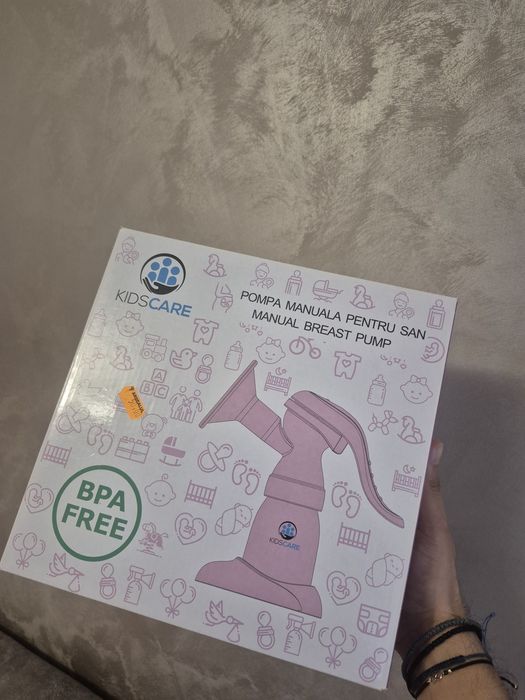 KIDSCARE
POMPA MANUALA PENTRU SAN
MANUAL BREAST PUMP
A
B C
BPA
FREE
KIDSCARE